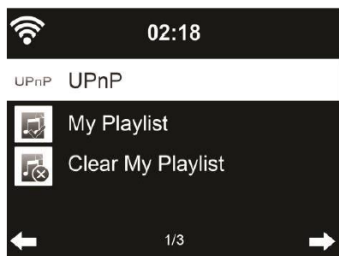 02:18
UPnP UPnP
My Playlist
Clear My Playlist
1/3